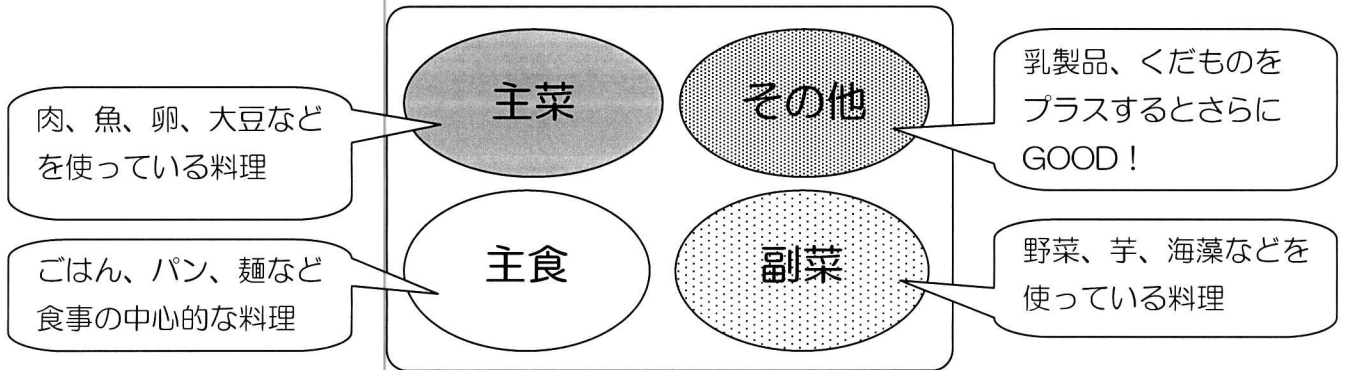 主菜
その他
肉、魚、卵、大豆など
を使っている料理
乳製品、くだものを
プラスするとさらに
GOOD！
主食
副菜
ごはん、パン、麺など
食事の中心的な料理
野菜、芋、海藻などを
使っている料理